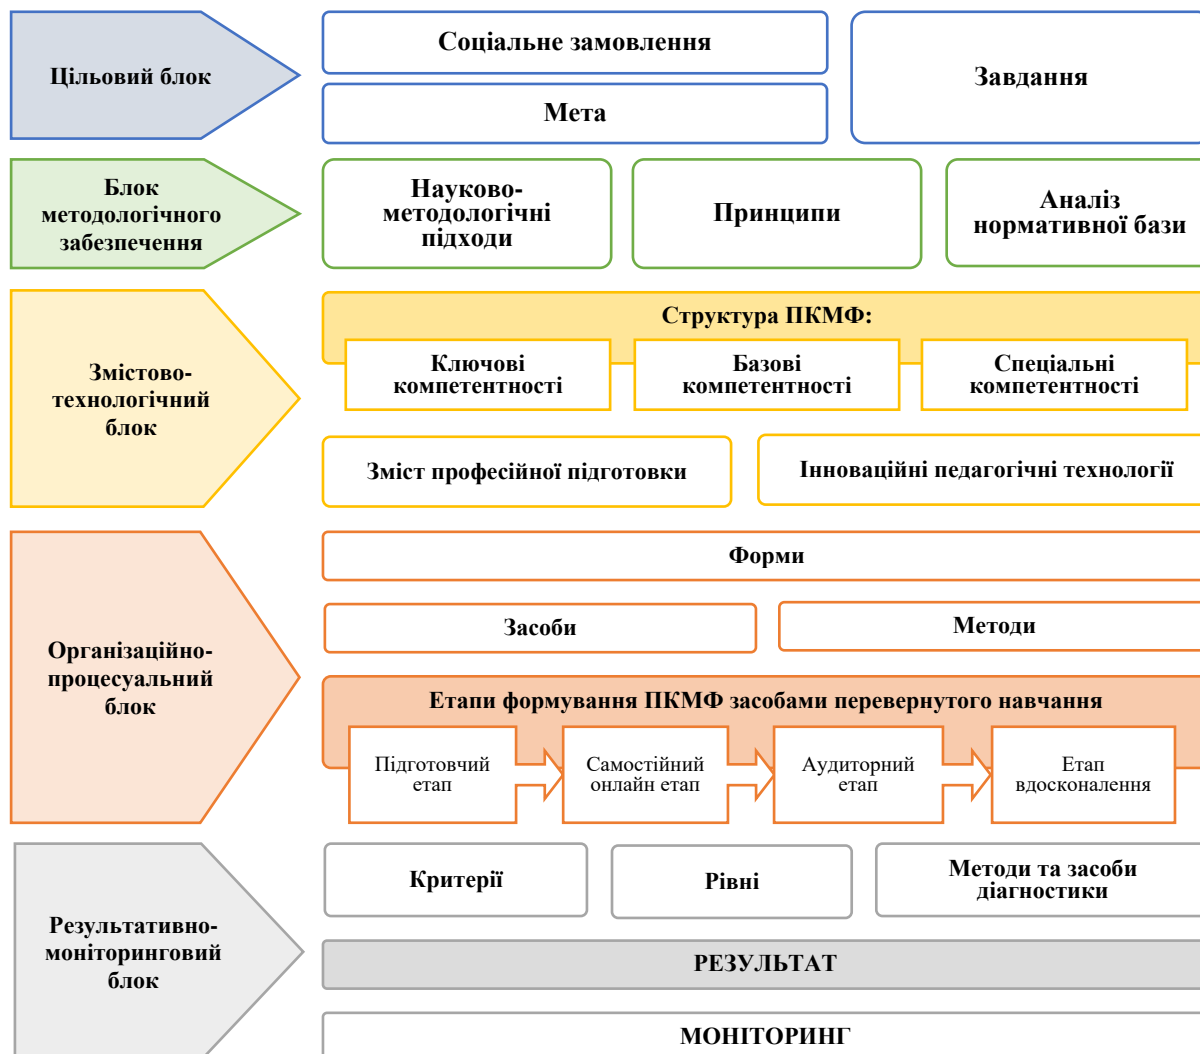 Цільовий блок
Соціальне замовлення
Мета
Завдання
Блок
методологічного
забезпечення
Науково-
методологічні
підходи
Принципи
Аналіз
нормативної бази
Змістово-
технологічний
блок
Структура ПКМФ:
Ключові
компетентності
Базові
компетентності
Спеціальні
компетентності
Зміст професійної підготовки
Інноваційні педагогічні технології
Організаційно-
процесуальний
блок
Форми
Засоби
Методи
Етапи формування ПКМФ засобами перевернутого навчання
Підготовчий
етап
Самостійний
онлайн етап
Аудиторний
етап
Етап
вдосконалення
Результативно-
моніторинговий
блок
Критерії
Рівні
Методи та засоби
діагностики
РЕЗУЛЬТАТ
МОНІТОРИНГ